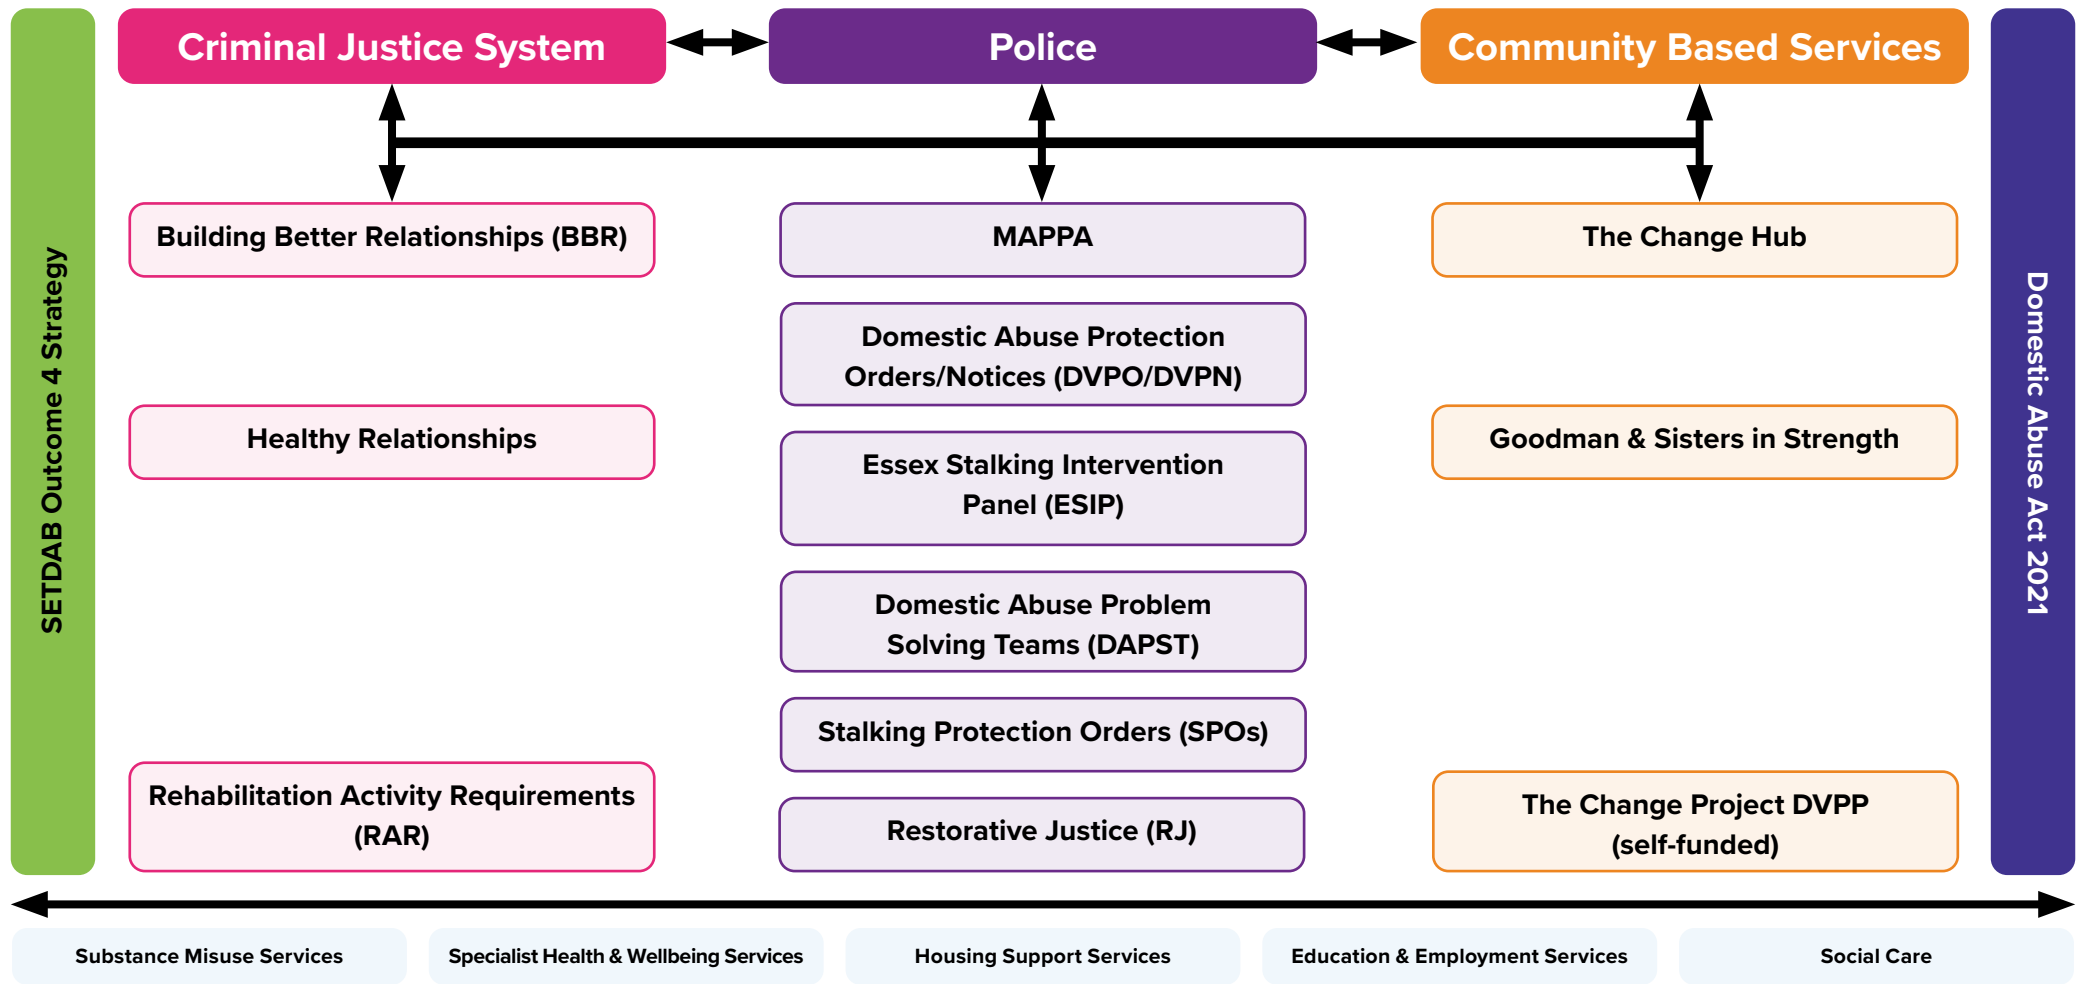 Criminal Justice System
Police
Community Based Services
SETDAB Outcome 4 Strategy
Domestic Abuse Act 2021
Building Better Relationships (BBR)
Healthy Relationships
Rehabilitation Activity Requirements
(RAR)
MAPPA
Domestic Abuse Protection
Orders/Notices (DVPO/DVPN)
Essex Stalking Intervention
Panel (ESIP)
Domestic Abuse Problem
Solving Teams (DAPST)
Stalking Protection Orders (SPOs)
Restorative Justice (RJ)
The Change Hub
Goodman & Sisters in Strength
The Change Project DVPP
(self-funded)
Substance Misuse Services
Specialist Health & Wellbeing Services
Housing Support Services
Education & Employment Services
Social Care